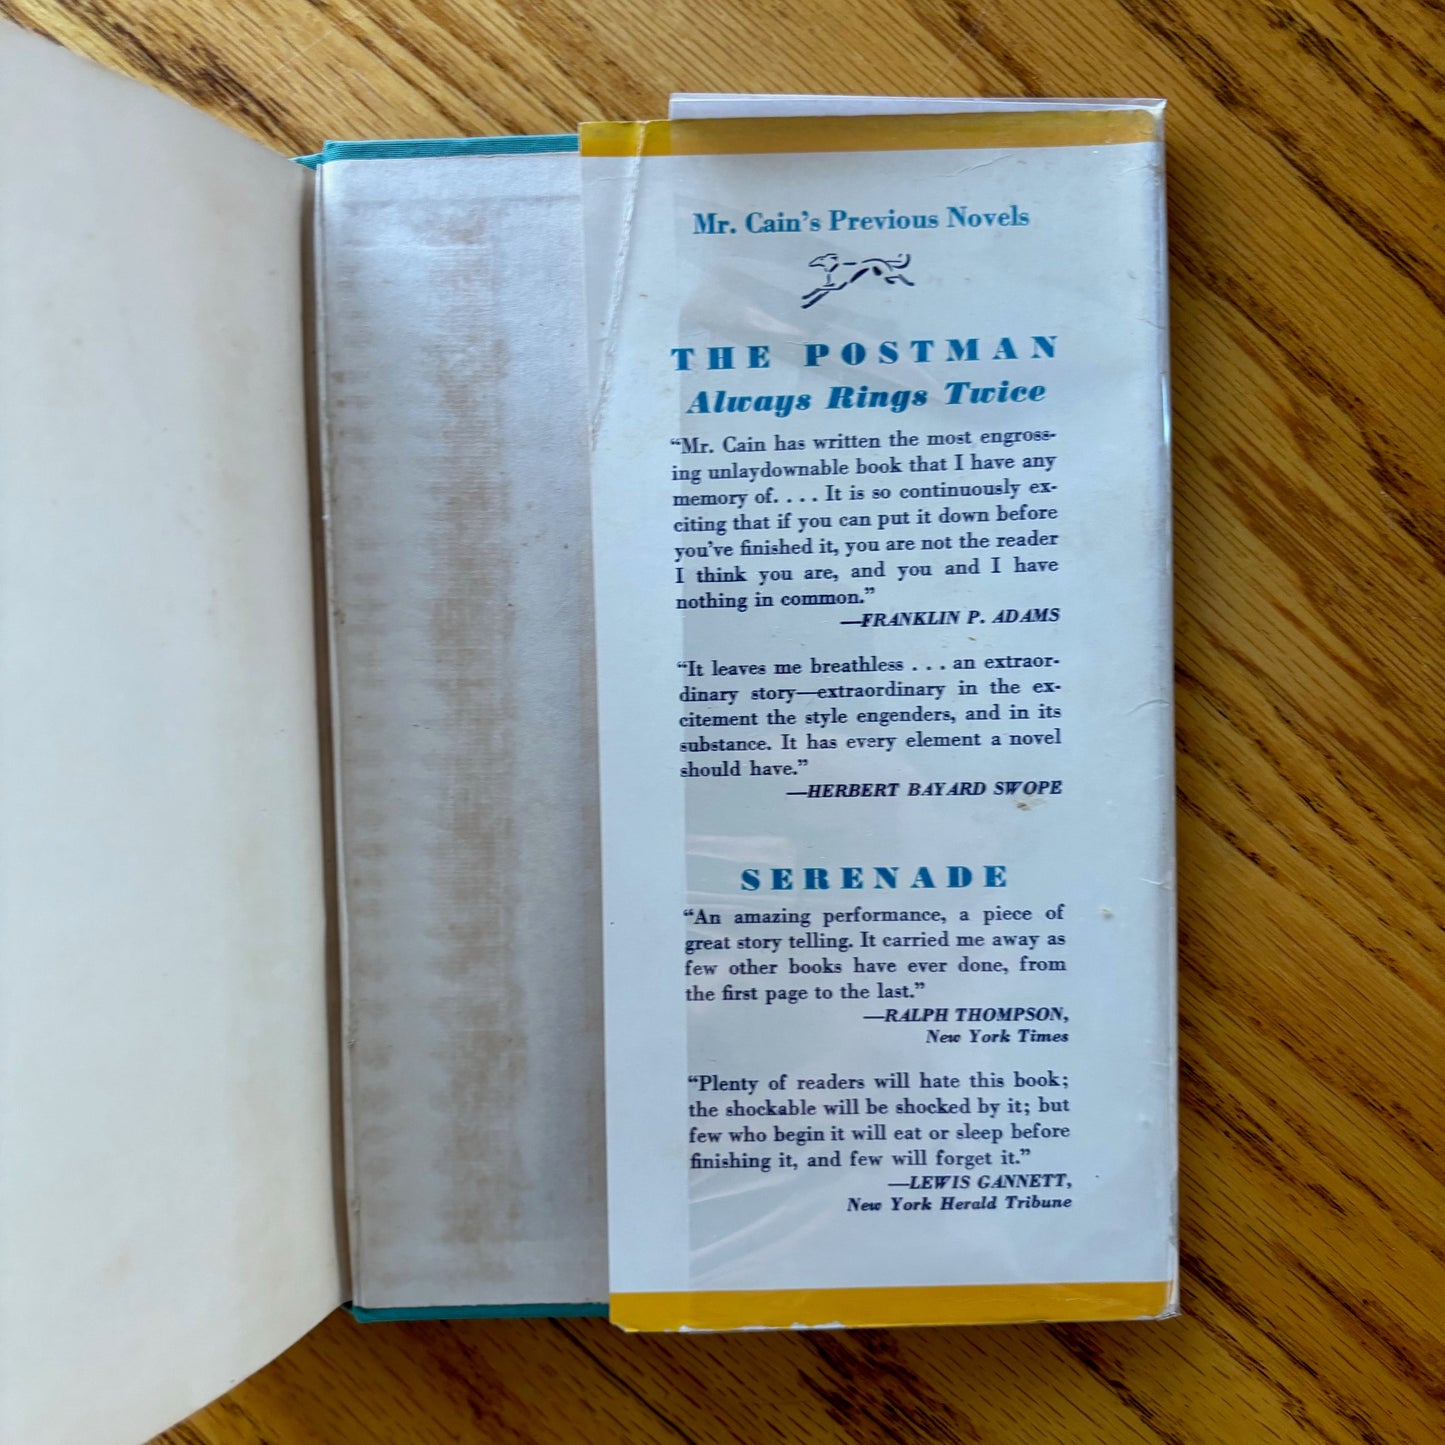 Mr. Cain's Previous Novels
THE POSTMAN
Always Rings Twice
“Mr. Cain has written the most engross-
ing unlaydownable book that I have any
memory of. . . . It is so continuously ex-
citing that if you can put it down before
you've finished it, you are not the reader
I think you are, and you and I have
nothing in common.”
—FRANKLIN P. ADAMS
“It leaves me breathless . . . an extraor-
dinary story—extraordinary in the ex-
citement the style engenders, and in its
substance. It has every element a novel
should have.”
—HERBERT BAYARD SWOPE
SERENADE
“An amazing performance, a piece of
great story telling. It carried me away as
few other books have ever done, from
the first page to the last.”
—RALPH THOMPSON,
New York Times
“Plenty of readers will hate this book;
the shockable will be shocked by it; but
few who begin it will eat or sleep before
finishing it, and few will forget it.”
—LEWIS GANNETT,
New York Herald Tribune